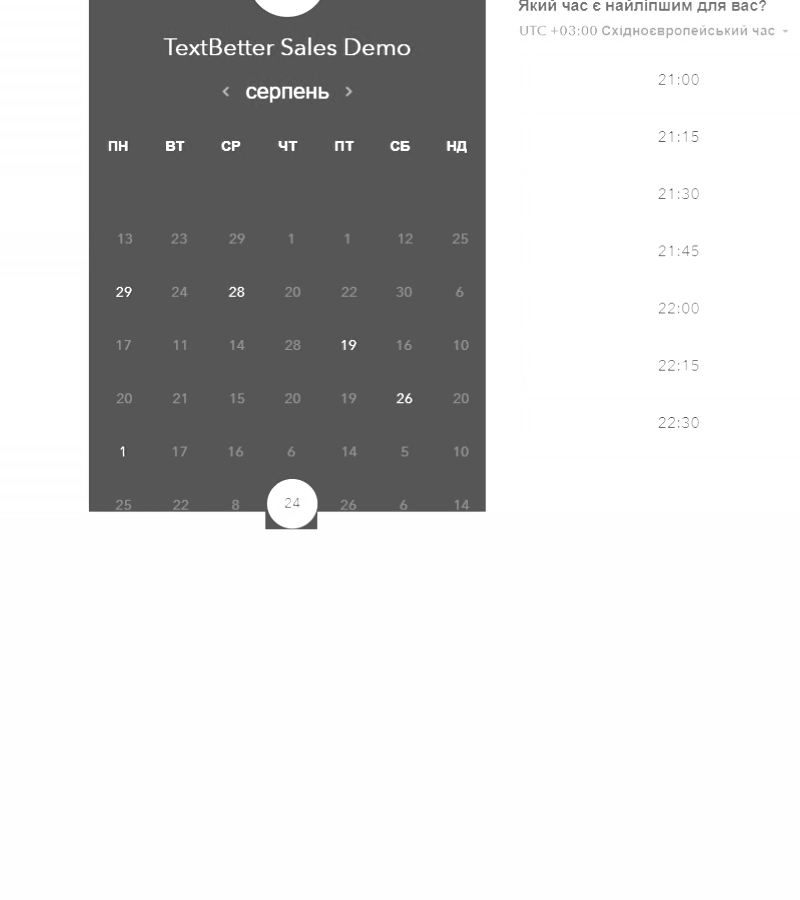 TextBetter Sales Demo
‹ серпень ›
ПН ВТ СР ЧТ ПТ СБ НД
13 23 29 1 1 12 25
29 24 28 20 22 30 6
17 11 14 28 19 16 10
20 21 15 20 19 26 20
1 17 16 6 14 5 10
25 22 8 24 26 6 14
Який час є найліпшим для вас?
UTC +03:00 Східноєвропейський час
21:00
21:15
21:30
21:45
22:00
22:15
22:30